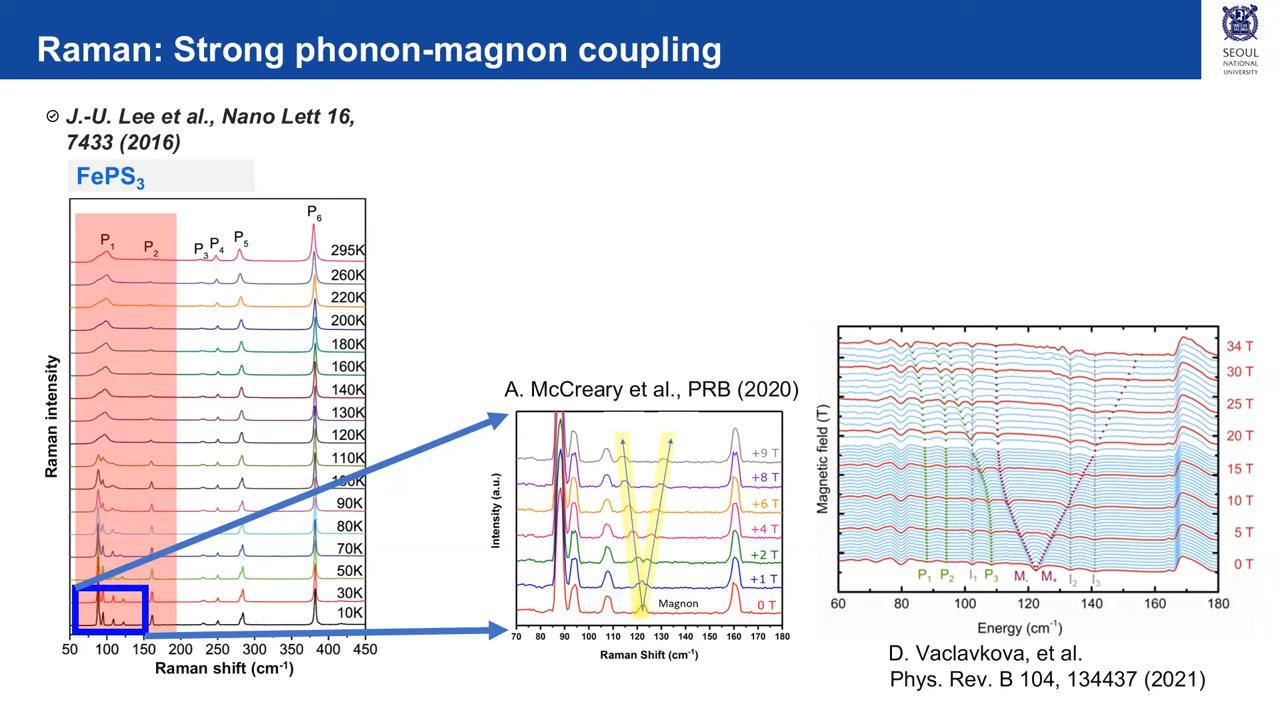 Raman: Strong phonon-magnon coupling
SEOUL
NATIONAL
UNIVERSITY
J.-U. Lee et al., Nano Lett 16,
7433 (2016)
FePS3
P1
P2
P3
P4
P5
P6
295K
260K
220K
200K
180K
160K
140K
130K
120K
110K
100K
90K
80K
70K
50K
30K
10K
Raman intensity
50 100 150 200 250 300 350 400 450
Raman shift (cm-1)
A. McCreary et al., PRB (2020)
Intensity (a.u.)
+9 T
+8 T
+6 T
+4 T
+2 T
+1 T
0 T
Magnon
70 80 90 100 110 120 130 140 150 160 170 180
Raman Shift (cm-1)
Magnetic field (T)
34 T
30 T
25 T
20 T
15 T
10 T
5 T
0 T
P1 P2 I1 P3 M- M+ I2 I3
60 80 100 120 140 160 180
Energy (cm-1)
D. Vaclavkova, et al.
Phys. Rev. B 104, 134437 (2021)